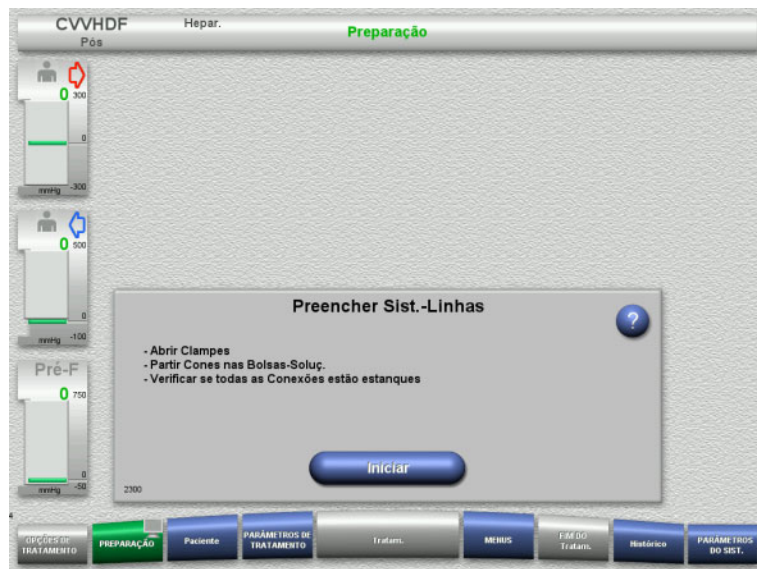 CVVHDF
Hepar.
Preparação
Pós
0
300
0
mmHg
-300
0
500
0
mmHg
-100
Pré-F
0
750
0
mmHg
-50
Preencher Sist.-Linhas
?
- Abrir Clampes
- Partir Cones nas Bolsas-Soluç.
- Verificar se todas as Conexões estão estanques
Iniciar
2300
4
OPÇÕES DE
TRATAMENTO
PREPARAÇÃO
Paciente
PARÂMETROS DE
TRATAMENTO
Tratam.
MENUS
FIM DO
Tratam.
Histórico
PARÂMETROS
DO SIST.